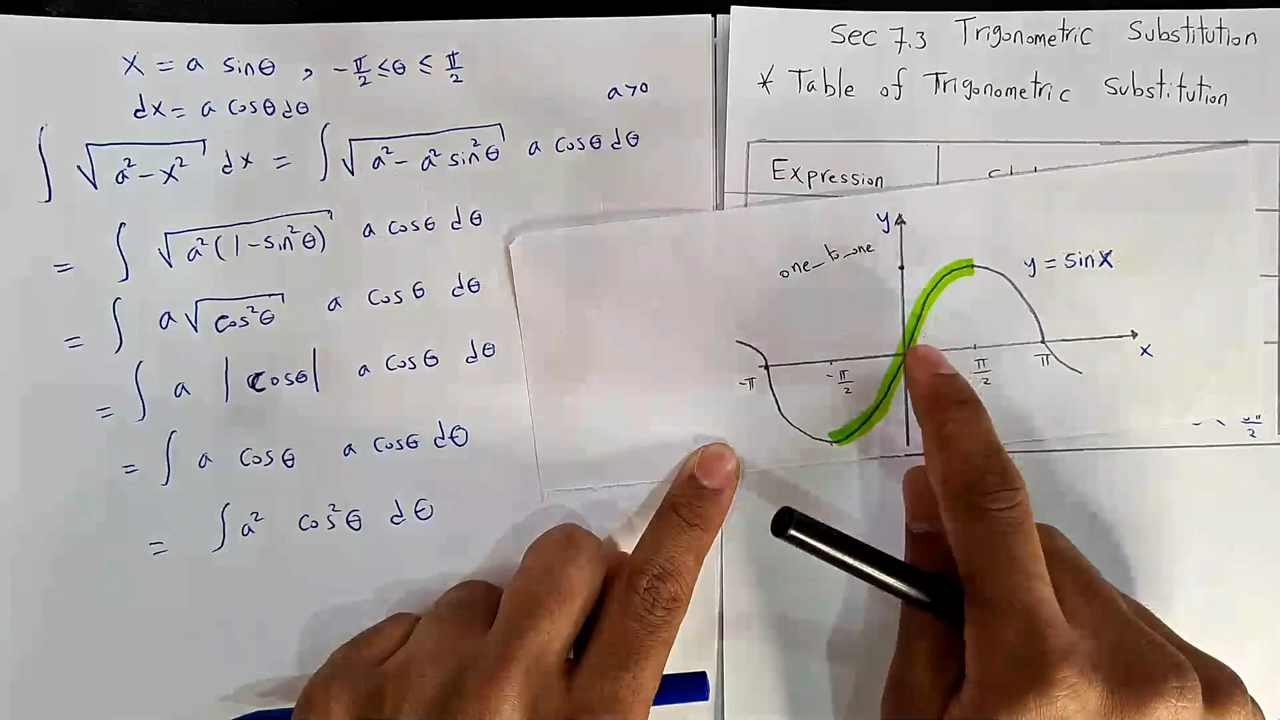 x = a sinθ , -π/2 ≤ θ ≤ π/2
dx = a cosθ dθ
a>0
∫ √(a² - x²) dx = ∫ √(a² - a² sin²θ) a cosθ dθ
= ∫ √(a²(1 - sin²θ)) a cosθ dθ
= ∫ a √(cos²θ) a cosθ dθ
= ∫ a |cosθ| a cosθ dθ
= ∫ a cosθ a cosθ dθ
= ∫ a² cos²θ dθ
Sec 7.3 Trigonometric Substitution
* Table of Trigonometric substitution
Expression
y
one_to_one
y = sinx
-π -π/2 π/2 π x